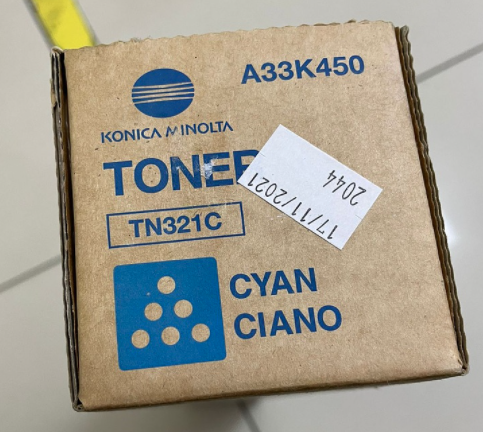 A33K450
KONICA MINOLTA
TONER
TN321C
17/11/2021
2044
CYAN
CIANO